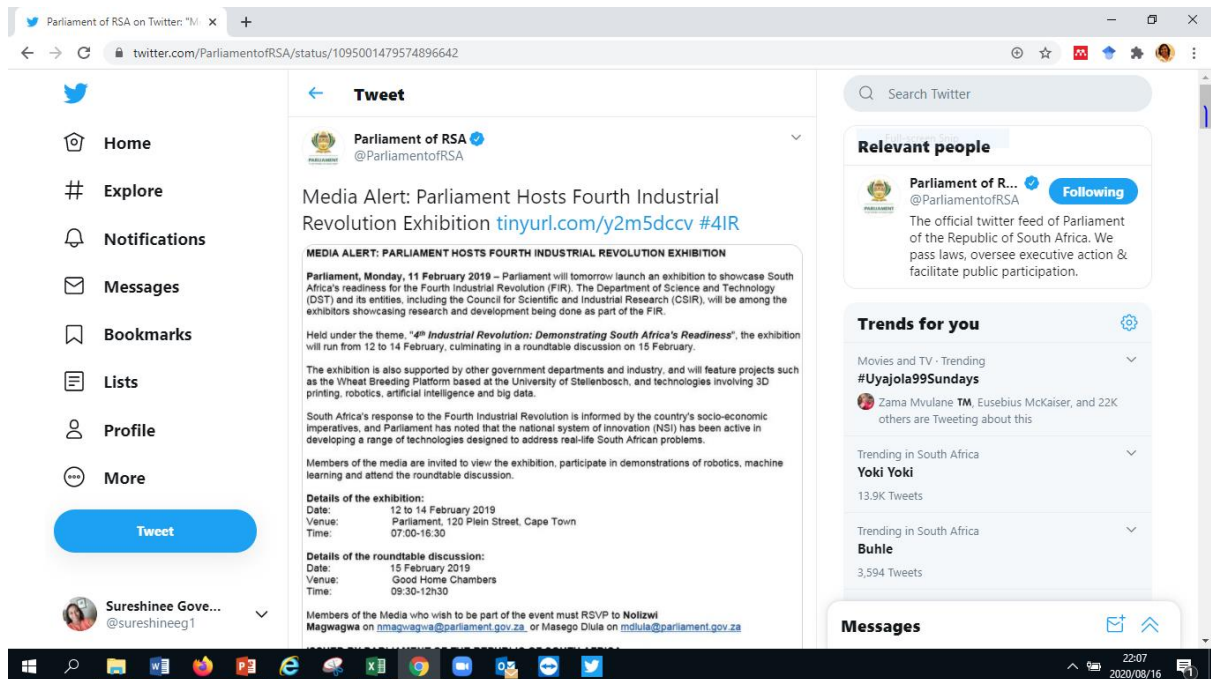 Parliament of RSA on Twitter: "M
twitter.com/ParliamentofRSA/status/1095001479574896642
Home
Explore
Notifications
Messages
Bookmarks
Lists
Profile
More
Tweet
Sureshinee Gove...
@sureshineeg1
Tweet
Parliament of RSA
@ParliamentofRSA
Media Alert: Parliament Hosts Fourth Industrial
Revolution Exhibition tinyurl.com/y2m5dccv #4IR
MEDIA ALERT: PARLIAMENT HOSTS FOURTH INDUSTRIAL REVOLUTION EXHIBITION
Parliament, Monday, 11 February 2019 – Parliament will tomorrow launch an exhibition to showcase South
Africa's readiness for the Fourth Industrial Revolution (FIR). The Department of Science and Technology
(DST) and its entities, including the Council for Scientific and Industrial Research (CSIR), will be among the
exhibitors showcasing research and development being done as part of the FIR.
Held under the theme, "4th Industrial Revolution: Demonstrating South Africa's Readiness", the exhibition
will run from 12 to 14 February, culminating in a roundtable discussion on 15 February.
The exhibition is also supported by other government departments and industry, and will feature projects such
as the Wheat Breeding Platform based at the University of Stellenbosch, and technologies involving 3D
printing, robotics, artificial intelligence and big data.
South Africa's response to the Fourth Industrial Revolution is informed by the country's socio-economic
imperatives, and Parliament has noted that the national system of innovation (NSI) has been active in
developing a range of technologies designed to address real-life South African problems.
Members of the media are invited to view the exhibition, participate in demonstrations of robotics, machine
learning and attend the roundtable discussion.
Details of the exhibition:
Date: 12 to 14 February 2019
Venue: Parliament, 120 Plein Street, Cape Town
Time: 07:00-16:30
Details of the roundtable discussion:
Date: 15 February 2019
Venue: Good Home Chambers
Time: 09:30-12h30
Members of the Media who wish to be part of the event must RSVP to Nolizwi
Magwagwa on nmagwagwa@parliament.gov.za or Masego Dlula on mdlula@parliament.gov.za
ISSUED BY PARLIAMENT OF THE REPUBLIC OF SOUTH AFRICA
Search Twitter
Relevant people
Parliament of R...
@ParliamentofRSA
Following
The official twitter feed of Parliament
of the Republic of South Africa. We
pass laws, oversee executive action &
facilitate public participation.
Trends for you
Movies and TV · Trending
#Uyajola99Sundays
Zama Mvulane TM, Eusebius McKaiser, and 22K
others are Tweeting about this
Trending in South Africa
Yoki Yoki
13.9K Tweets
Trending in South Africa
Buhle
3,594 Tweets
Messages
22:07
2020/08/16